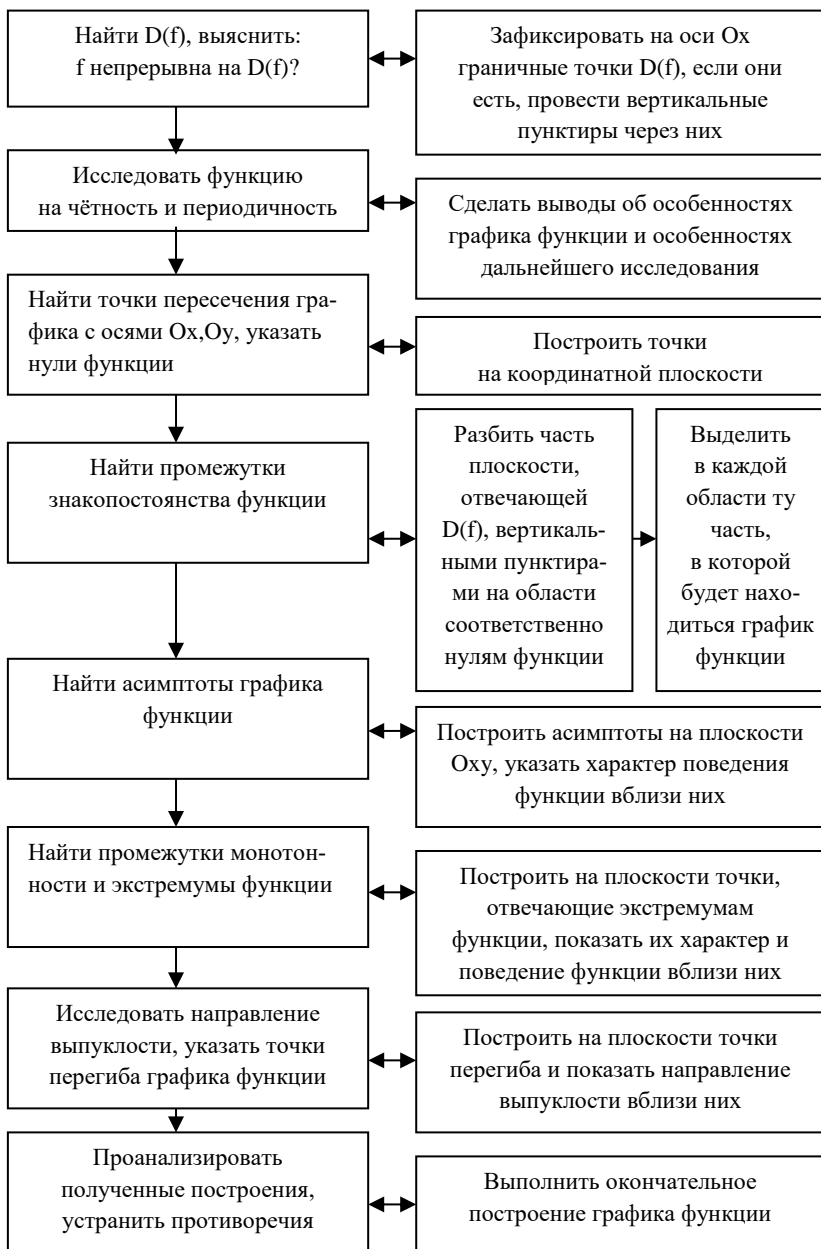 Найти D(f), выяснить:
f непрерывна на D(f)?
Зафиксировать на оси Ox
граничные точки D(f), если они
есть, провести вертикальные
пунктиры через них
Исследовать функцию
на чётность и периодичность
Сделать выводы об особенностях
графика функции и особенностях
дальнейшего исследования
Найти точки пересечения гра-
фика с осями Ox,Oy, указать
нули функции
Построить точки
на координатной плоскости
Найти промежутки
знакопостоянства функции
Разбить часть
плоскости,
отвечающей
D(f), вертикаль-
ными пунктира-
ми на области
соответственно
нулям функции
Выделить
в каждой
области ту
часть,
в которой
будет нахо-
диться график
функции
Найти асимптоты графика
функции
Построить асимптоты на плоскости
Oxy, указать характер поведения
функции вблизи них
Найти промежутки монотон-
ности и экстремумы функции
Построить на плоскости точки,
отвечающие экстремумам
функции, показать их характер и
поведение функции вблизи них
Исследовать направление
выпуклости, указать точки
перегиба графика функции
Построить на плоскости точки
перегиба и показать направление
выпуклости вблизи них
Проанализировать
полученные построения,
устранить противоречия
Выполнить окончательное
построение графика функции